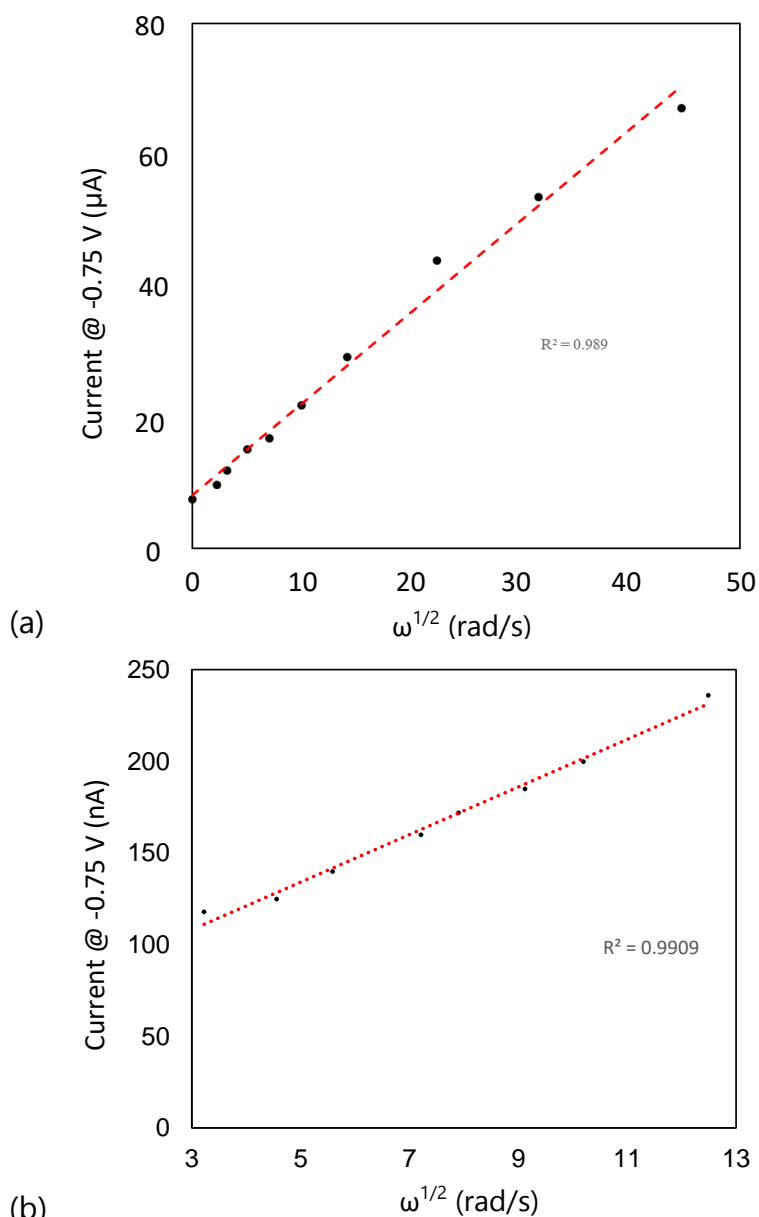 80
60
40
20
0
Current @ -0.75 V (µA)
R² = 0.989
0 10 20 30 40 50
(a)
ω^1/2 (rad/s)
250
200
150
100
50
0
Current @ -0.75 V (nA)
R² = 0.9909
3 5 7 9 11 13
ω^1/2 (rad/s)
(b)